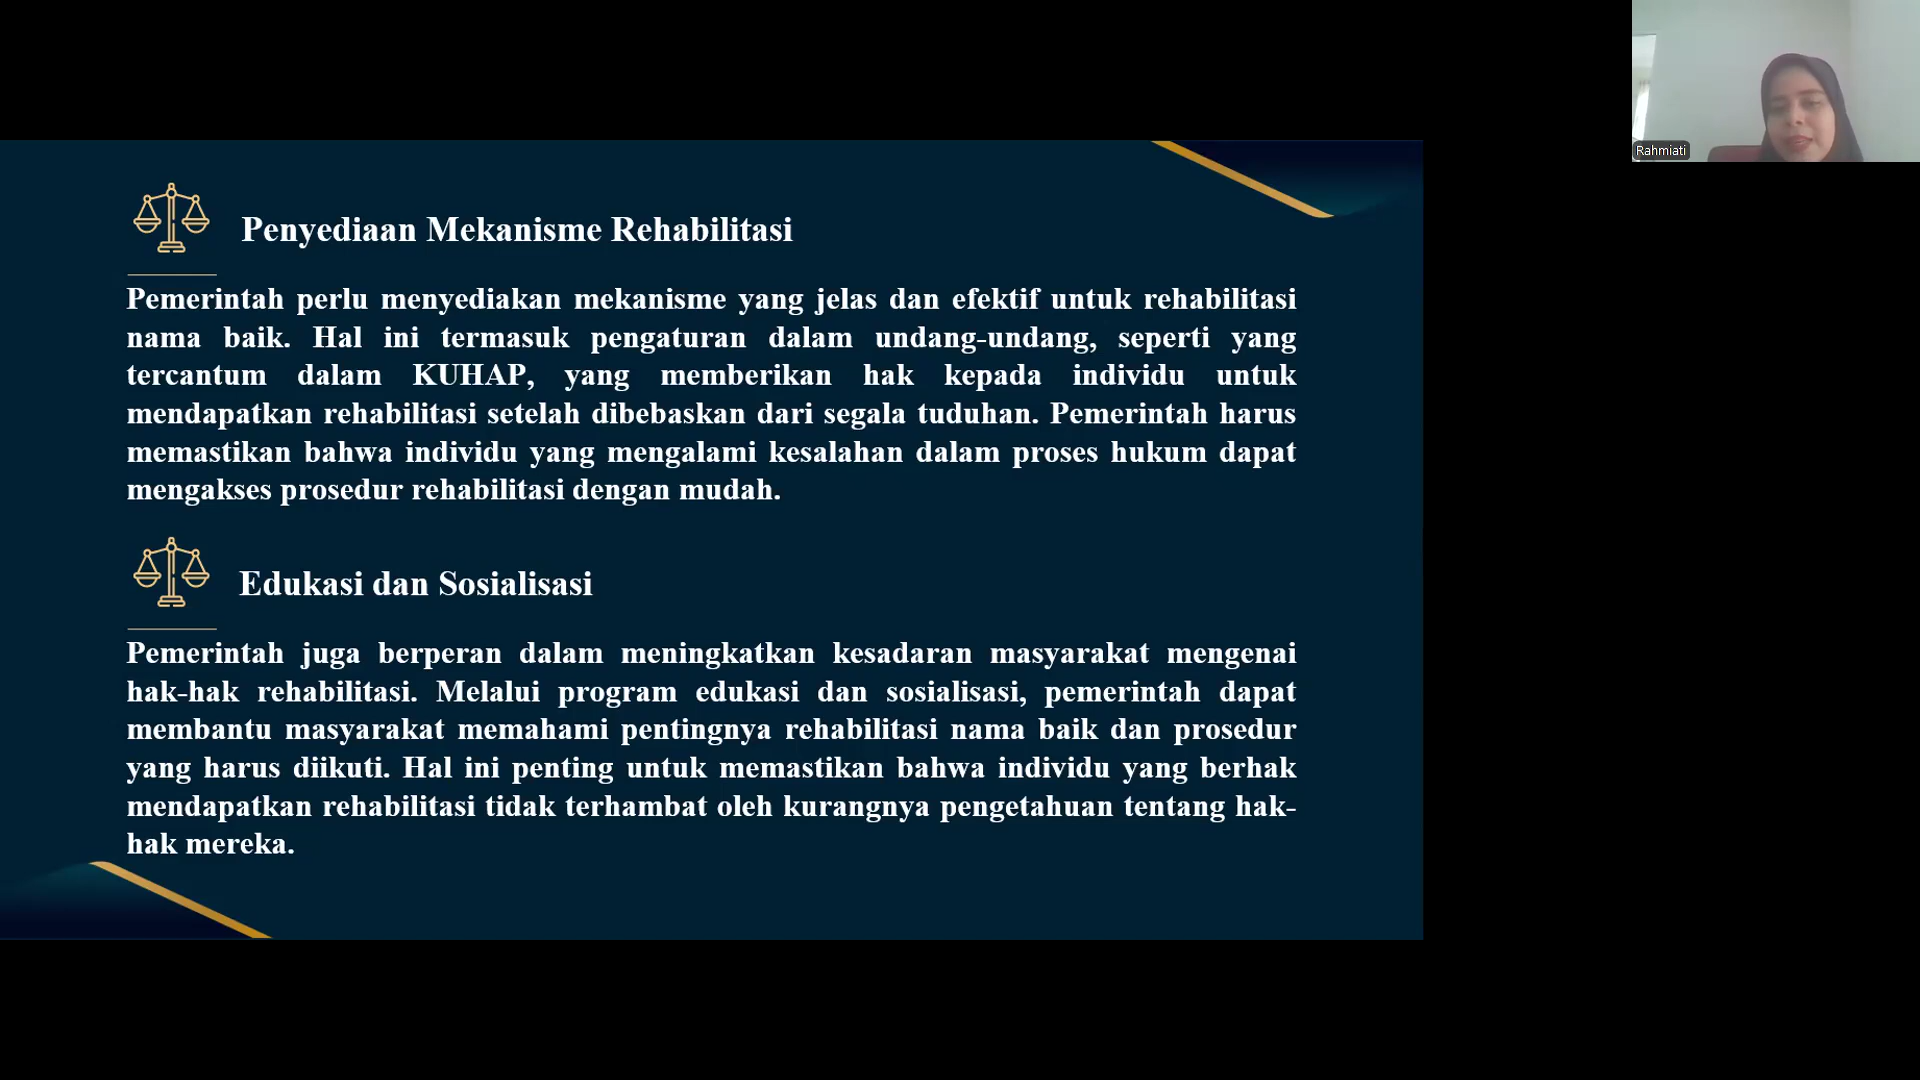 Rahmiati
Penyediaan Mekanisme Rehabilitasi
Pemerintah perlu menyediakan mekanisme yang jelas dan efektif untuk rehabilitasi
nama baik. Hal ini termasuk pengaturan dalam undang-undang, seperti yang
tercantum dalam KUHAP, yang memberikan hak kepada individu untuk
mendapatkan rehabilitasi setelah dibebaskan dari segala tuduhan. Pemerintah harus
memastikan bahwa individu yang mengalami kesalahan dalam proses hukum dapat
mengakses prosedur rehabilitasi dengan mudah.
Edukasi dan Sosialisasi
Pemerintah juga berperan dalam meningkatkan kesadaran masyarakat mengenai
hak-hak rehabilitasi. Melalui program edukasi dan sosialisasi, pemerintah dapat
membantu masyarakat memahami pentingnya rehabilitasi nama baik dan prosedur
yang harus diikuti. Hal ini penting untuk memastikan bahwa individu yang berhak
mendapatkan rehabilitasi tidak terhambat oleh kurangnya pengetahuan tentang hak-
hak mereka.